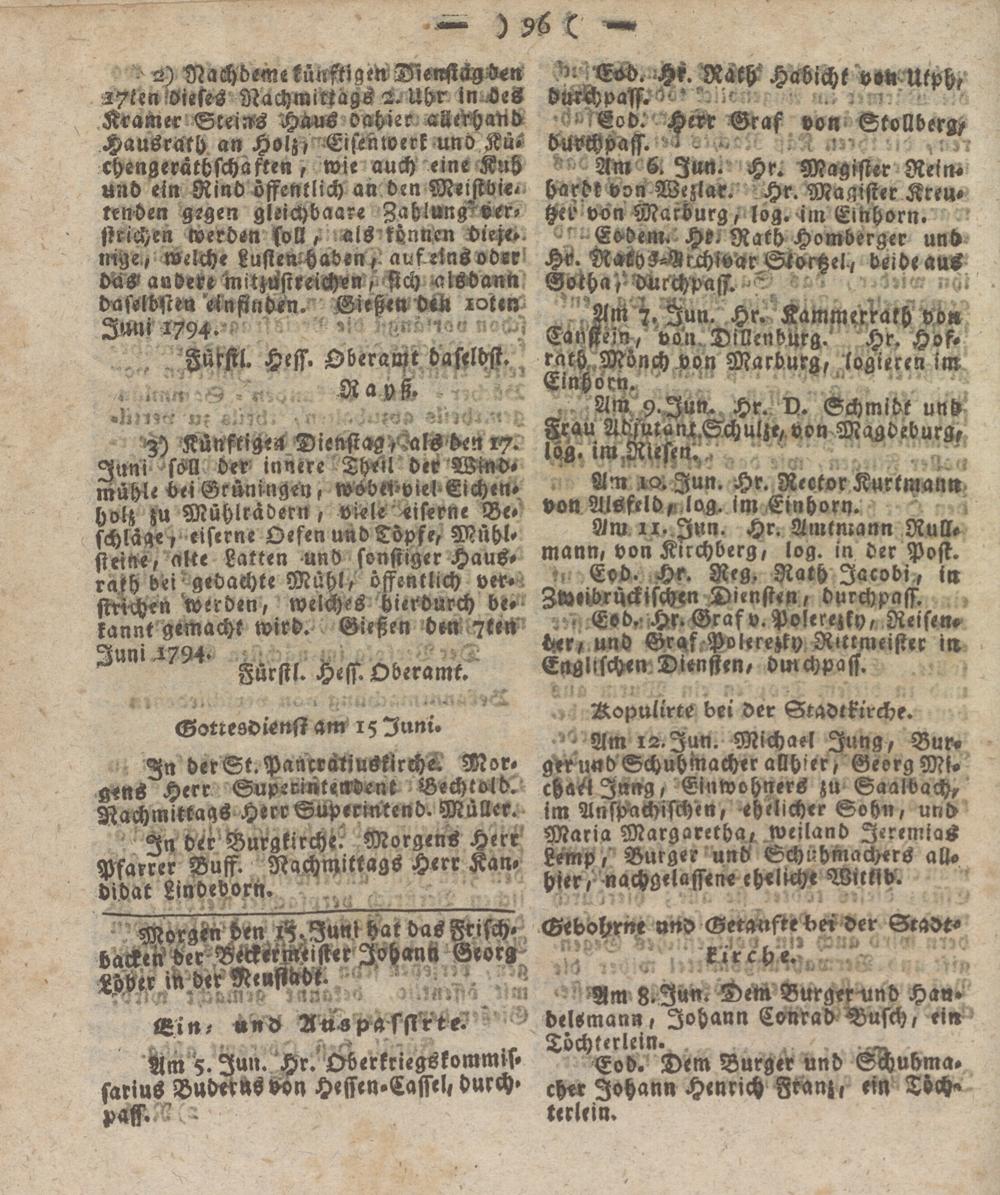 — ) 96 ( —
2) Nachdeme künftigen Dienstag den
17ten dieses Nachmittags 2. Uhr in des
Kramer Steins Haus dahier allerhand
Hausrath an Holz, Eisenwerk und Kü-
chengeräthschaften, wie auch eine Kuh
und ein Rind öffentlich an den Meistbie-
tenden gegen gleichbaare Zahlung ver-
strichen werden soll, als können dieje-
nige, welche Lusten haben, auf eins oder
das andere mitzustreichen, sich alsdann
daselbsten einfinden. Gießen den 10ten
Juni 1794.
Fürstl. Hess. Oberamt daselbst.
Rayß.
3) Künftigen Dienstag, als den 17.
Juni soll der innere Theil der Wind-
mühle bei Grüningen, wobei viel Eichen-
holz zu Mühlrädern, viele eiserne Be-
schläge, eiserne Oefen und Töpfe, Mühl-
steine, alte Latten und sonstiger Haus-
rath bei gedachte Mühl, öffentlich ver-
strichen werden, welches hierdurch be-
kannt gemacht wird. Gießen den 7ten
Juni 1794.
Fürstl. Hess. Oberamt.
Gottesdienst am 15 Juni.
In der St. Pancratiuskirche. Mor-
gens Herr Superintendent Bechtold.
Nachmittags Herr Superintend. Müller.
In der Burgkirche. Morgens Herr
Pfarrer Buff. Nachmittags Herr Kan-
didat Lindeborn.
Morgen den 15. Juni hat das Frisch-
backen der Beckermeister Johann Georg
Löber in der Neustadt.
Ein- und Auspassirte.
Am 5. Jun. Hr. Oberkriegskommis-
sarius Buderus von Hessen-Cassel, durch-
pass.
Eod. Hr. Rath Habicht von Utph,
durchpass.
Eod. Herr Graf von Stollberg,
durchpass.
Am 6. Jun. Hr. Magister Rein-
hardt von Wezlar. Hr. Magister Kreu-
tzer von Marburg, log. im Einhorn.
Eodem. Hr. Rath Homberger und
Hr. Raths-Archivar Stortzel, beide aus
Gotha, durchpass.
Am 7. Jun. Hr. Kammerrath von
Canstein, von Dillenburg. Hr. Hof-
rath Mönch von Marburg, logieren im
Einhorn.
Am 9. Jun. Hr. D. Schmidt und
Frau Adjutant Schulze, von Magdeburg,
log. im Riesen.
Am 10. Jun. Hr. Rector Kurtmann
von Alsfeld, log. im Einhorn.
Am 11. Jun. Hr. Amtmann Rull-
mann, von Kirchberg, log. in der Post.
Eod. Hr. Reg. Rath Jacobi, in
Zweibrückischen Diensten, durchpass.
Eod. Hr. Graf v. Polerezky, Reisen-
der, und Graf Polerezky Rittmeister in
Englischen Diensten, durchpass.
Kopulirte bei der Stadtkirche.
Am 12. Jun. Michael Jung, Bur-
ger und Schuhmacher allhier, Georg Mi-
chael Jung, Einwohners zu Saalbach,
im Anspachischen, ehelicher Sohn, und
Maria Margaretha, weiland Jeremias
Lemp, Burger und Schuhmachers all-
hier, nachgelassene eheliche Wittib.
Gebohrne und Getaufte bei der Stadt-
kirche.
Am 8. Jun. Dem Burger und Han-
delsmann, Johann Conrad Busch, ein
Töchterlein.
Eod. Dem Burger und Schuhma-
cher Johann Henrich Franz, ein Töch-
terlein.